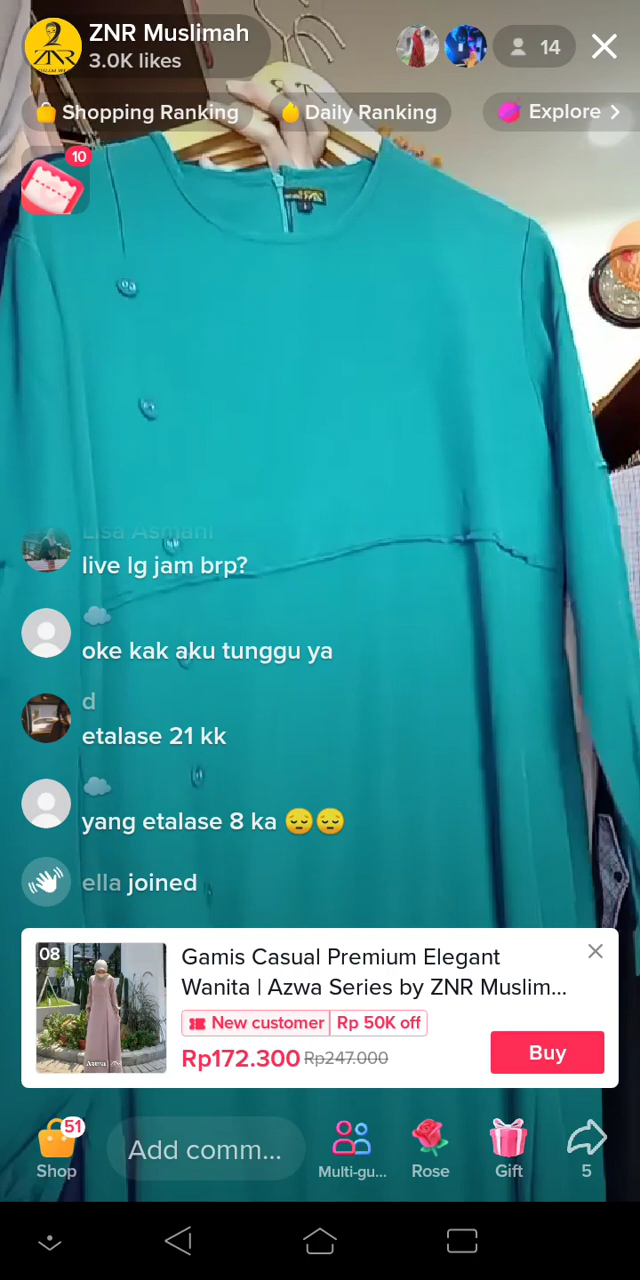 ZNR Muslimah
3.0K likes
14
Shopping Ranking
Daily Ranking
Explore
10
Lisa Asmani
live lg jam brp?
oke kak aku tunggu ya
d
etalase 21 kk
yang etalase 8 ka 😔😔
ella joined
08
Gamis Casual Premium Elegant
Wanita | Azwa Series by ZNR Muslim...
New customer
Rp 50K off
Rp172.300 Rp247.000
Buy
51
Shop
Add comm...
Multi-gu...
Rose
Gift
5